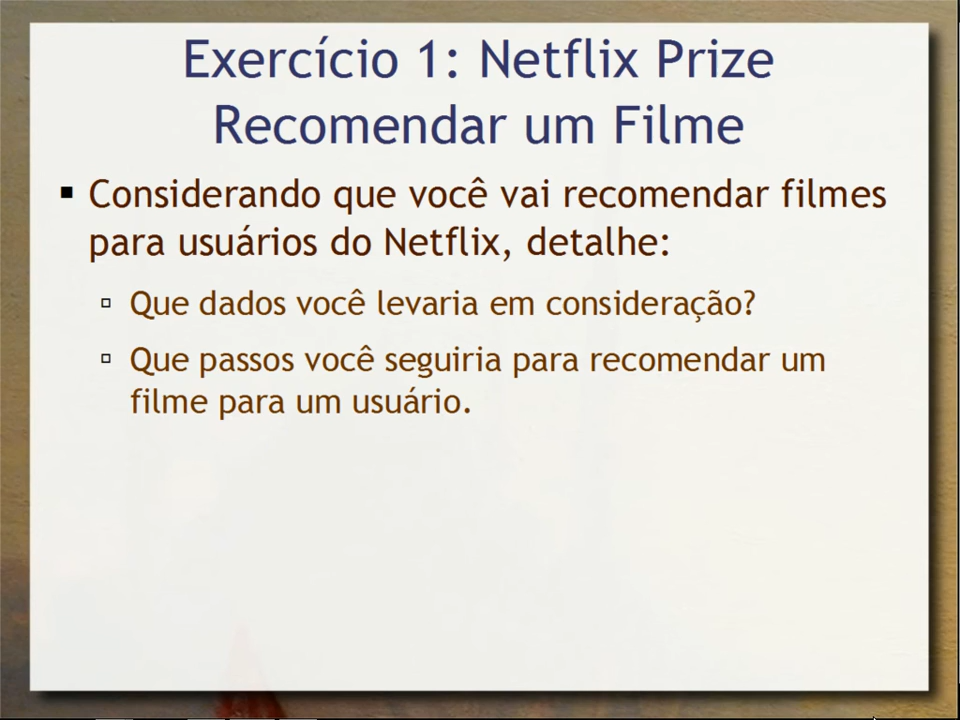 Exercício 1: Netflix Prize
Recomendar um Filme
▪ Considerando que você vai recomendar filmes
para usuários do Netflix, detalhe:
▫ Que dados você levaria em consideração?
▫ Que passos você seguiria para recomendar um
filme para um usuário.